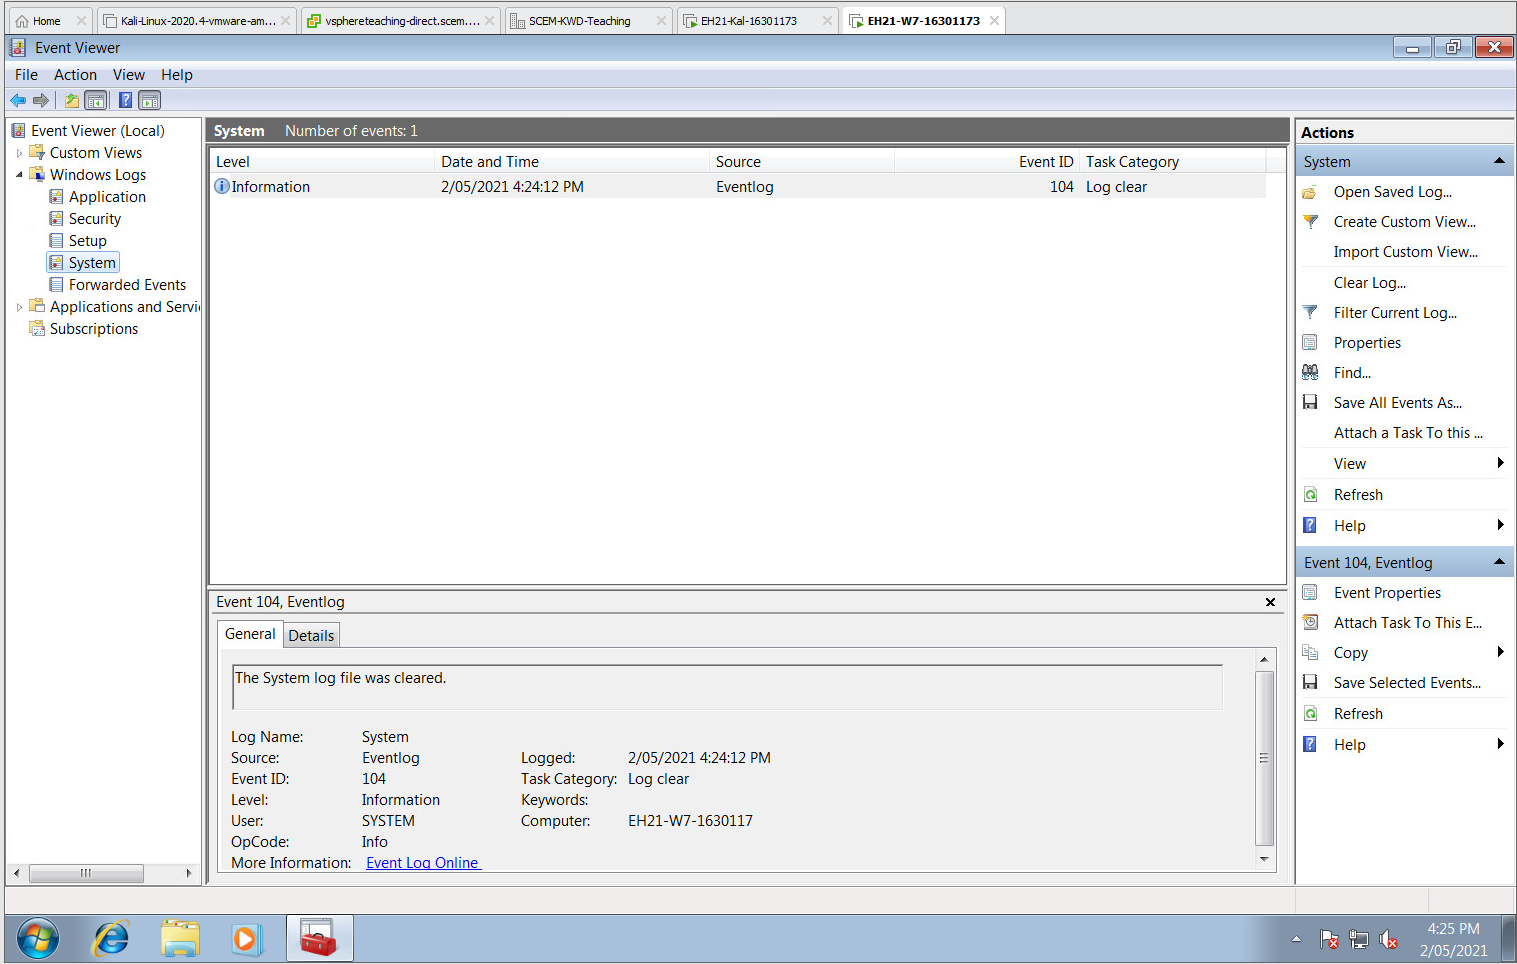 Home
Kali-Linux-2020.4-vmware-am...
vsphereteaching-direct.scem....
SCEM-KWD-Teaching
EH21-Kal-16301173
EH21-W7-16301173
Event Viewer
File Action View Help
Event Viewer (Local)
Custom Views
Windows Logs
Application
Security
Setup
System
Forwarded Events
Applications and Servi
Subscriptions
System Number of events: 1
Level Date and Time Source Event ID Task Category
Information 2/05/2021 4:24:12 PM Eventlog 104 Log clear
Event 104, Eventlog
General Details
The System log file was cleared.
Log Name: System
Source: Eventlog Logged: 2/05/2021 4:24:12 PM
Event ID: 104 Task Category: Log clear
Level: Information Keywords:
User: SYSTEM Computer: EH21-W7-1630117
OpCode: Info
More Information: Event Log Online
Actions
System
Open Saved Log...
Create Custom View...
Import Custom View...
Clear Log...
Filter Current Log...
Properties
Find...
Save All Events As...
Attach a Task To this ...
View
Refresh
Help
Event 104, Eventlog
Event Properties
Attach Task To This E...
Copy
Save Selected Events...
Refresh
Help
4:25 PM
2/05/2021